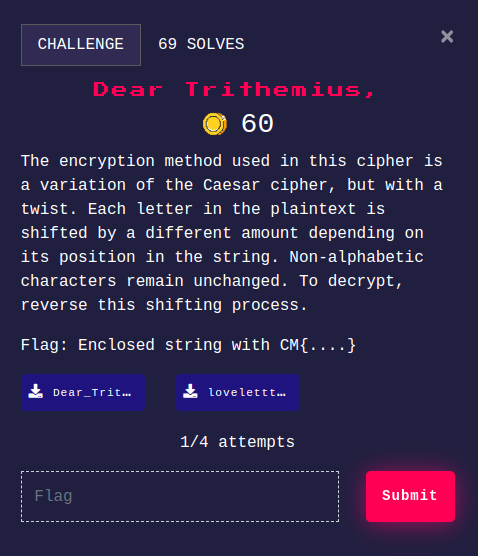 CHALLENGE 69 SOLVES ×
Dear Trithemius,
60
The encryption method used in this cipher is
a variation of the Caesar cipher, but with a
twist. Each letter in the plaintext is
shifted by a different amount depending on
its position in the string. Non-alphabetic
characters remain unchanged. To decrypt,
reverse this shifting process.
Flag: Enclosed string with CM{....}
Dear_Trit… lovelettt…
1/4 attempts
Flag Submit